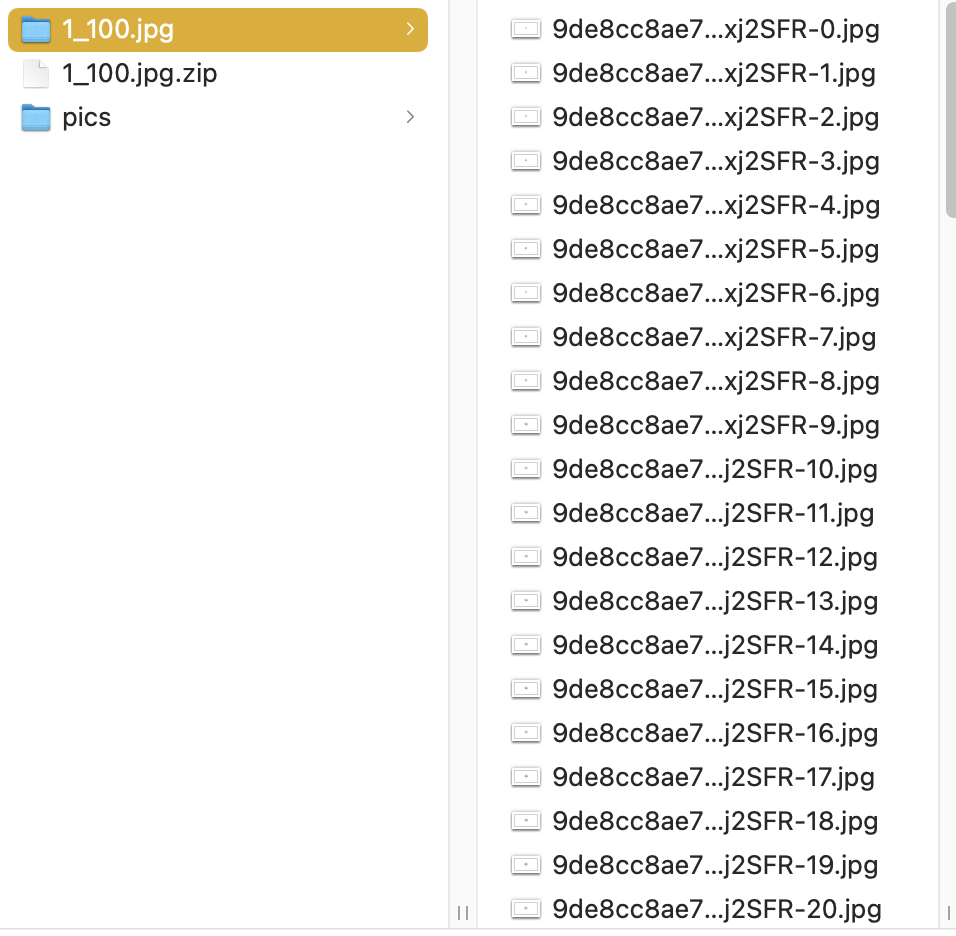 1_100.jpg
1_100.jpg.zip
pics
9de8cc8ae7...xj2SFR-0.jpg
9de8cc8ae7...xj2SFR-1.jpg
9de8cc8ae7...xj2SFR-2.jpg
9de8cc8ae7...xj2SFR-3.jpg
9de8cc8ae7...xj2SFR-4.jpg
9de8cc8ae7...xj2SFR-5.jpg
9de8cc8ae7...xj2SFR-6.jpg
9de8cc8ae7...xj2SFR-7.jpg
9de8cc8ae7...xj2SFR-8.jpg
9de8cc8ae7...xj2SFR-9.jpg
9de8cc8ae7...j2SFR-10.jpg
9de8cc8ae7...j2SFR-11.jpg
9de8cc8ae7...j2SFR-12.jpg
9de8cc8ae7...j2SFR-13.jpg
9de8cc8ae7...j2SFR-14.jpg
9de8cc8ae7...j2SFR-15.jpg
9de8cc8ae7...j2SFR-16.jpg
9de8cc8ae7...j2SFR-17.jpg
9de8cc8ae7...j2SFR-18.jpg
9de8cc8ae7...j2SFR-19.jpg
9de8cc8ae7...j2SFR-20.jpg